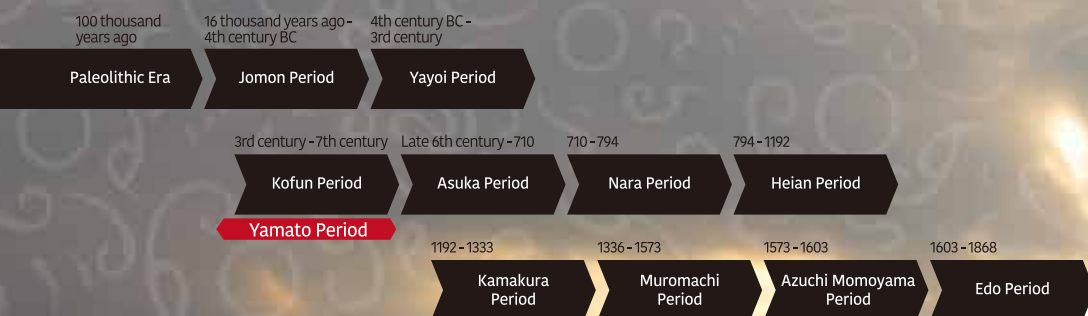 100 thousand
years ago
16 thousand years ago -
4th century BC
4th century BC -
3rd century
Paleolithic Era
Jomon Period
Yayoi Period
3rd century - 7th century
Late 6th century - 710
710 - 794
794 - 1192
Kofun Period
Asuka Period
Nara Period
Heian Period
Yamato Period
1192 - 1333
1336 - 1573
1573 - 1603
1603 - 1868
Kamakura
Period
Muromachi
Period
Azuchi Momoyama
Period
Edo Period